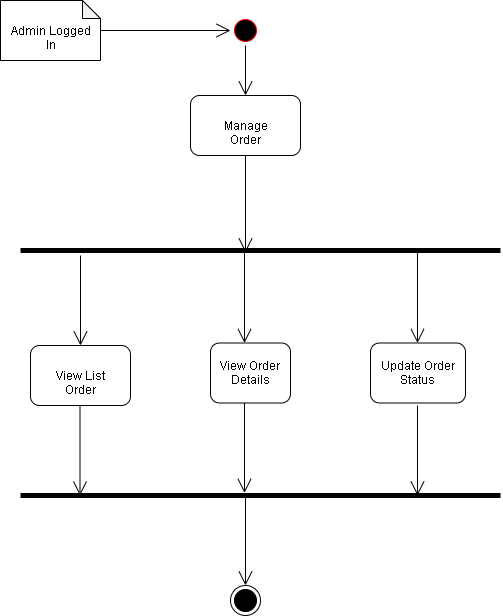 Admin Logged
In
Manage
Order
View List
Order
View Order
Details
Update Order
Status